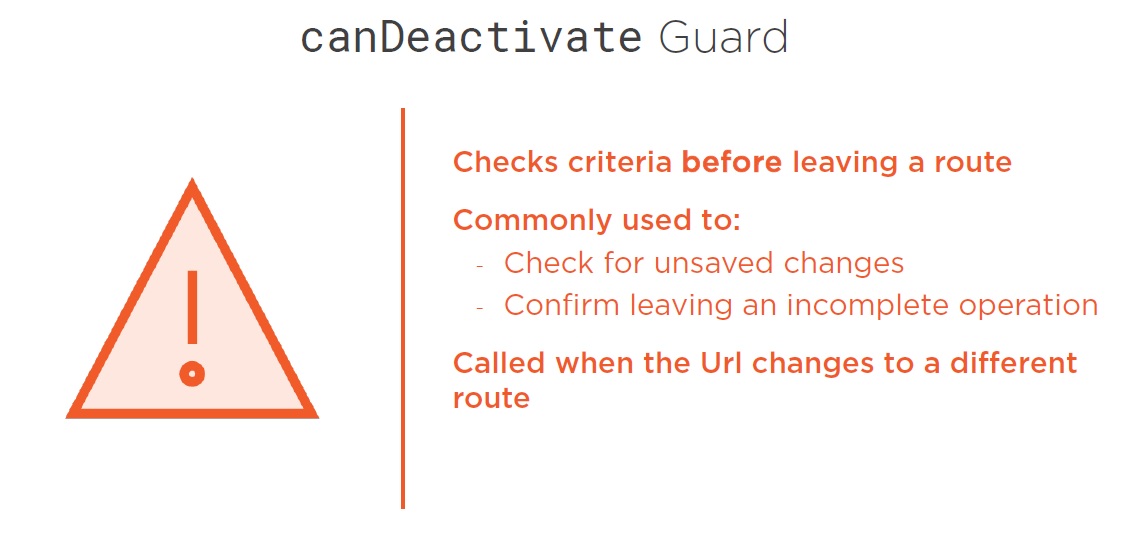 canDeactivate Guard
Checks criteria before leaving a route
Commonly used to:
- Check for unsaved changes
- Confirm leaving an incomplete operation
Called when the Url changes to a different
route